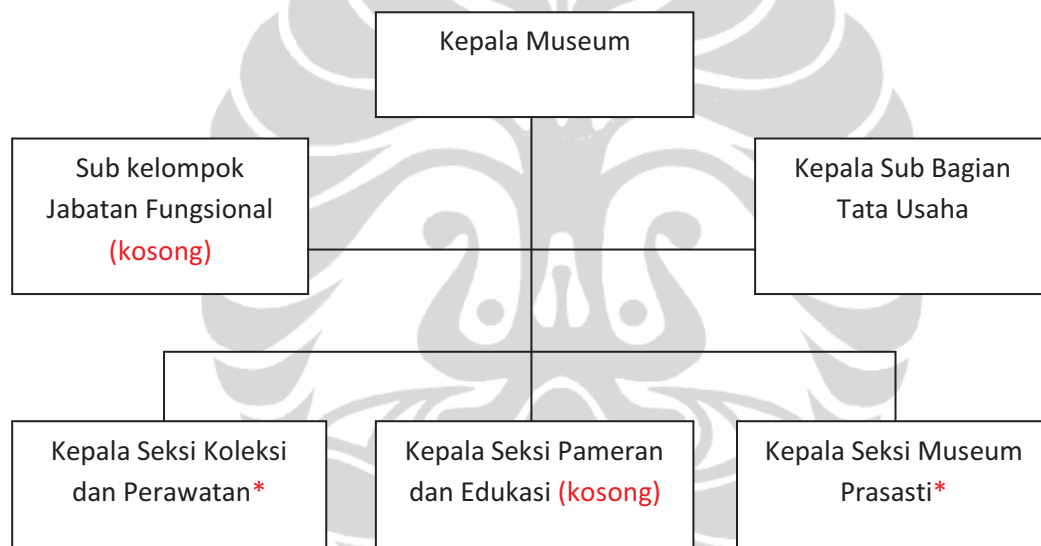 Kepala Museum
Sub kelompok
Jabatan Fungsional
(kosong)
Kepala Sub Bagian
Tata Usaha
Kepala Seksi Koleksi
dan Perawatan*
Kepala Seksi Pameran
dan Edukasi (kosong)
Kepala Seksi Museum
Prasasti*